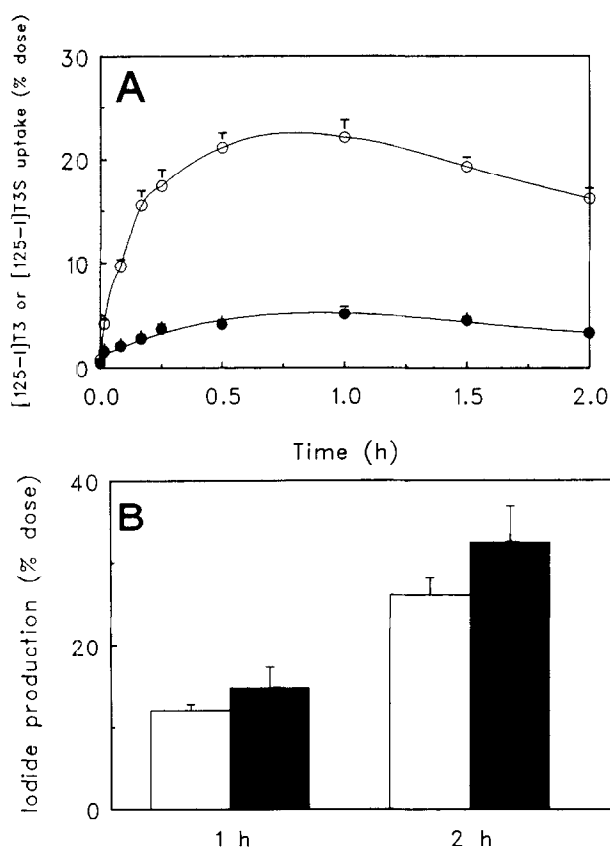 A
[125-I]T3 or [125-I]T3S uptake (% dose)
30
20
10
0
0.0 0.5 1.0 1.5 2.0
Time (h)
B
Iodide production (% dose)
40
20
0
1 h 2 h